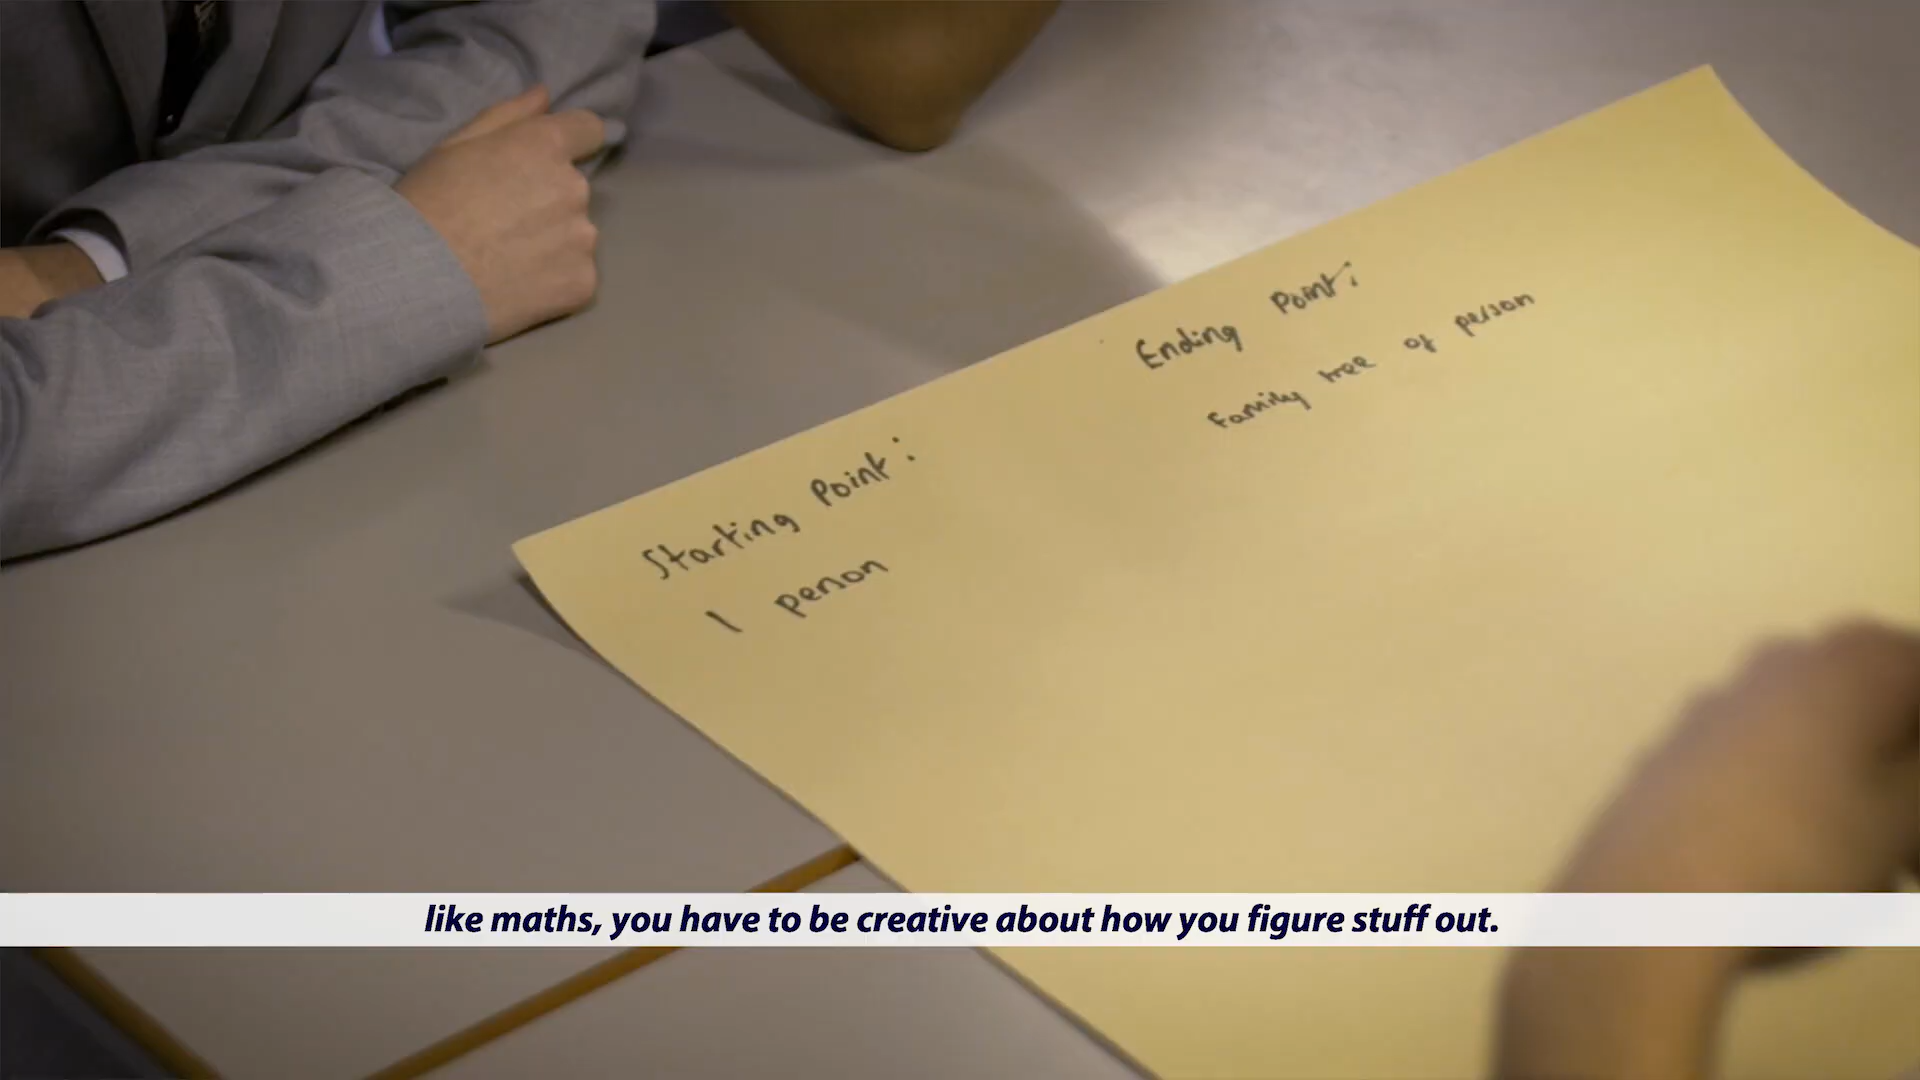 Starting Point:
1 person
Ending Point:
Family tree of person
like maths, you have to be creative about how you figure stuff out.